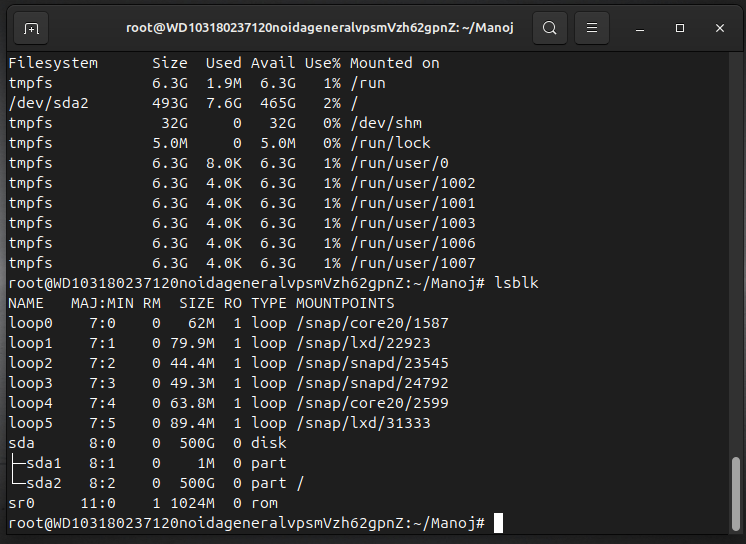 root@WD103180237120noidageneralvpsmVzh62gpnZ: ~/Manoj
Filesystem      Size  Used Avail Use% Mounted on
tmpfs           6.3G  1.9M  6.3G   1% /run
/dev/sda2       493G  7.6G  465G   2% /
tmpfs            32G     0   32G   0% /dev/shm
tmpfs           5.0M     0  5.0M   0% /run/lock
tmpfs           6.3G  8.0K  6.3G   1% /run/user/0
tmpfs           6.3G  4.0K  6.3G   1% /run/user/1002
tmpfs           6.3G  4.0K  6.3G   1% /run/user/1001
tmpfs           6.3G  4.0K  6.3G   1% /run/user/1003
tmpfs           6.3G  4.0K  6.3G   1% /run/user/1006
tmpfs           6.3G  4.0K  6.3G   1% /run/user/1007
root@WD103180237120noidageneralvpsmVzh62gpnZ:~/Manoj# lsblk
NAME   MAJ:MIN RM  SIZE RO TYPE MOUNTPOINTS
loop0    7:0    0   62M  1 loop /snap/core20/1587
loop1    7:1    0 79.9M  1 loop /snap/lxd/22923
loop2    7:2    0 44.4M  1 loop /snap/snapd/23545
loop3    7:3    0 49.3M  1 loop /snap/snapd/24792
loop4    7:4    0 63.8M  1 loop /snap/core20/2599
loop5    7:5    0 89.4M  1 loop /snap/lxd/31333
sda      8:0    0  500G  0 disk
├─sda1   8:1    0    1M  0 part
└─sda2   8:2    0  500G  0 part /
sr0     11:0    1 1024M  0 rom
root@WD103180237120noidageneralvpsmVzh62gpnZ:~/Manoj#